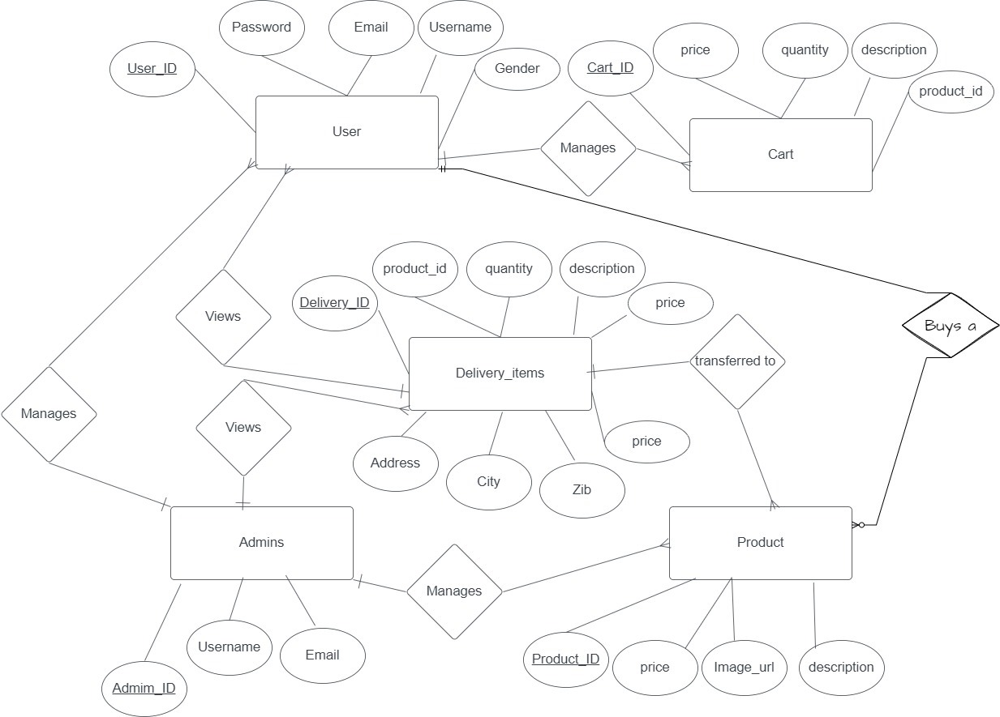 Password
Email
Username
User_ID
Gender
User
Cart_ID
price
quantity
description
product_id
Manages
Cart
product_id
quantity
description
Delivery_ID
price
Views
Buys a
Delivery_items
transferred to
Manages
Views
price
Address
City
Zib
Admins
Product
Manages
Username
Email
Admim_ID
Product_ID
price
Image_url
description